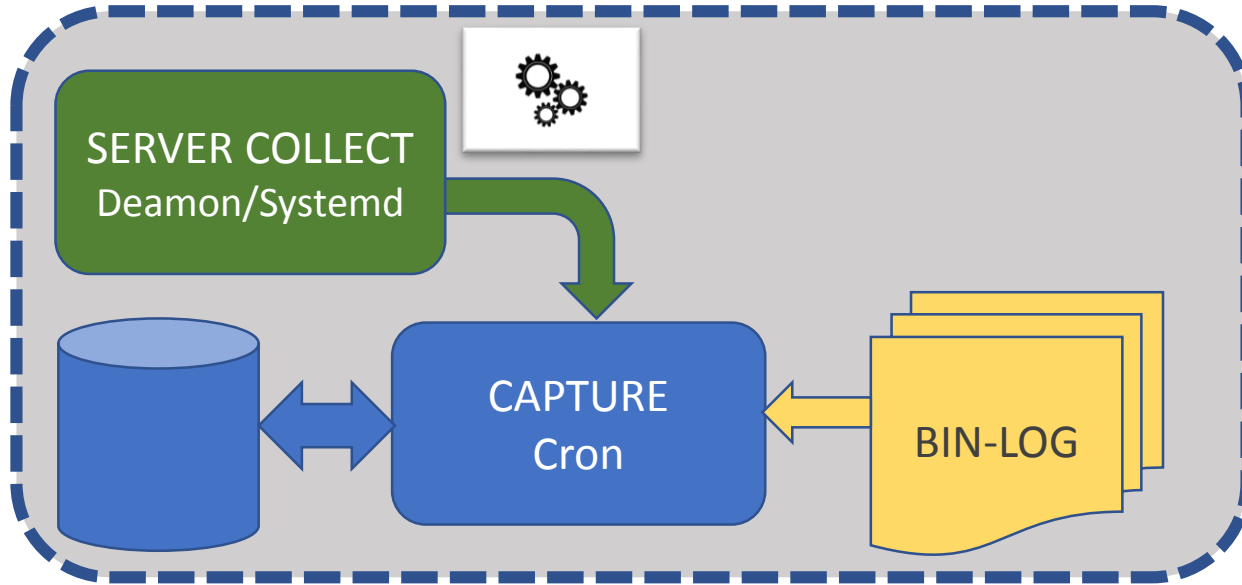 SERVER COLLECT
Deamon/Systemd
CAPTURE
Cron
BIN-LOG